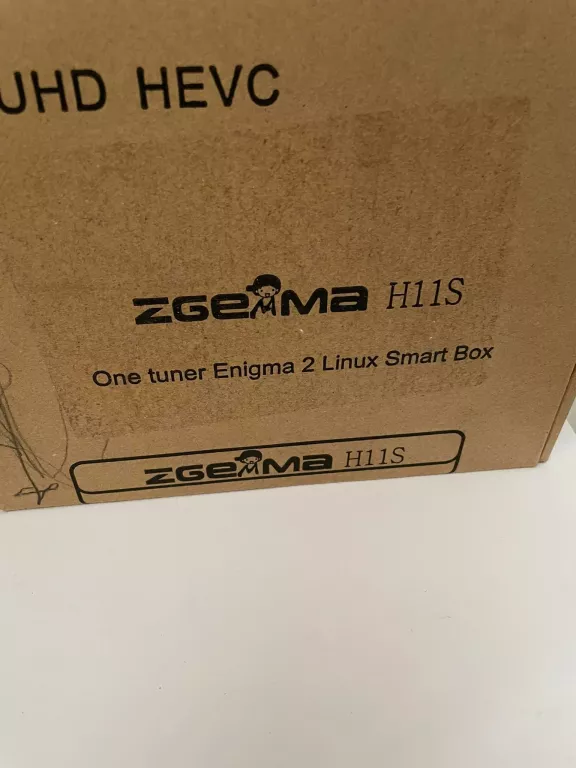 UHD HEVC
ZGEMMA H11S
One tuner Enigma 2 Linux Smart Box
ZGEMMA H11S